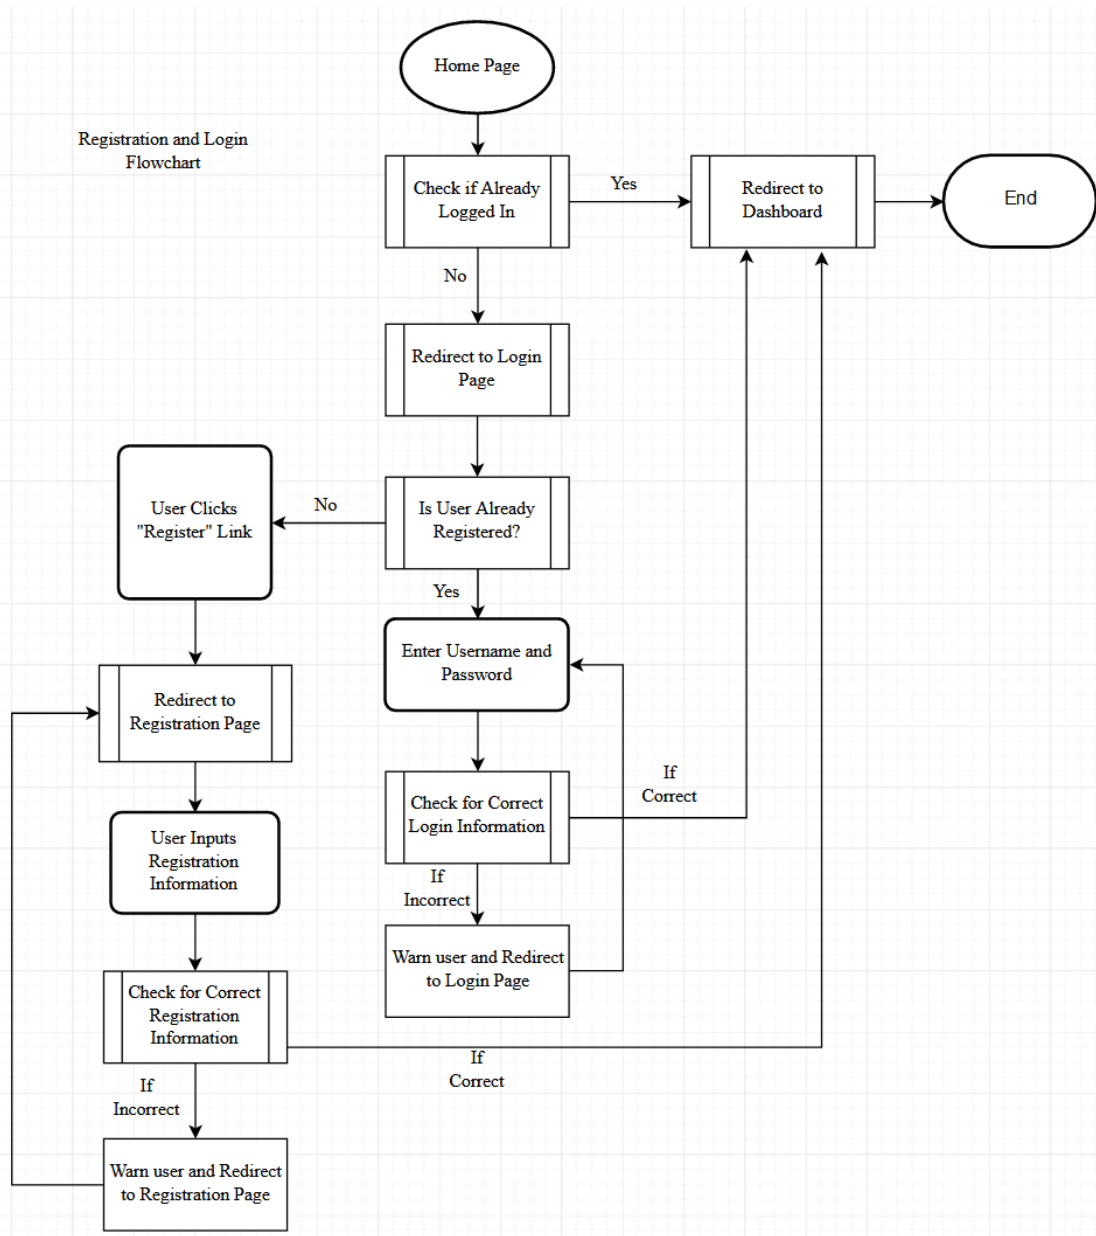 Home Page
Registration and Login
Flowchart
Check if Already
Logged In
Yes
Redirect to
Dashboard
End
No
Redirect to Login
Page
User Clicks
"Register" Link
No
Is User Already
Registered?
Yes
Enter Username and
Password
Redirect to
Registration Page
If
Correct
Check for Correct
Login Information
User Inputs
Registration
Information
If
Incorrect
Warn user and Redirect
to Login Page
Check for Correct
Registration
Information
If
Correct
If
Incorrect
Warn user and Redirect
to Registration Page